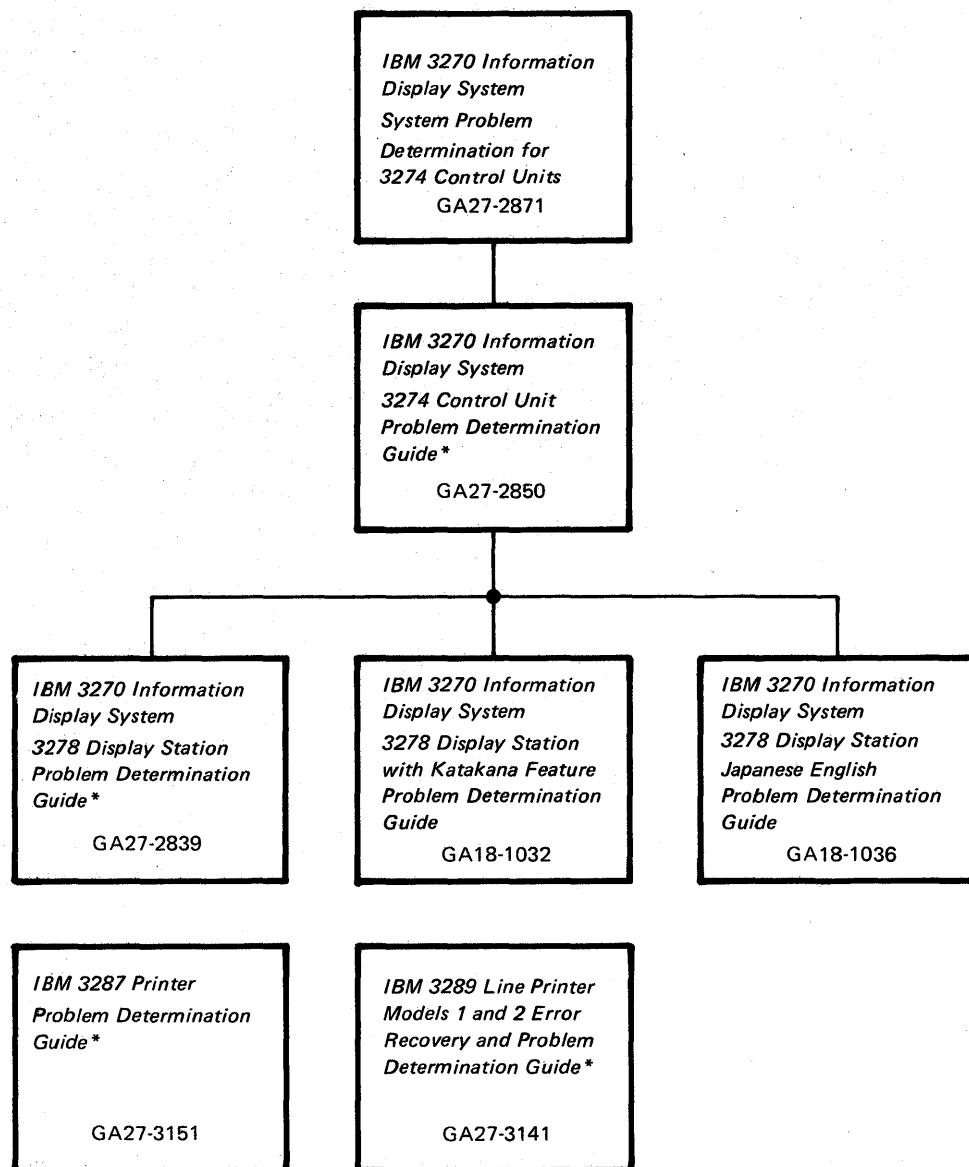 IBM 3270 Information
Display System
System Problem
Determination for
3274 Control Units
GA27-2871
IBM 3270 Information
Display System
3274 Control Unit
Problem Determination
Guide*
GA27-2850
IBM 3270 Information
Display System
3278 Display Station
Problem Determination
Guide*
GA27-2839
IBM 3270 Information
Display System
3278 Display Station
with Katakana Feature
Problem Determination
Guide
GA18-1032
IBM 3270 Information
Display System
3278 Display Station
Japanese English
Problem Determination
Guide
GA18-1036
IBM 3287 Printer
Problem Determination
Guide*
GA27-3151
IBM 3289 Line Printer
Models 1 and 2 Error
Recovery and Problem
Determination Guide*
GA27-3141